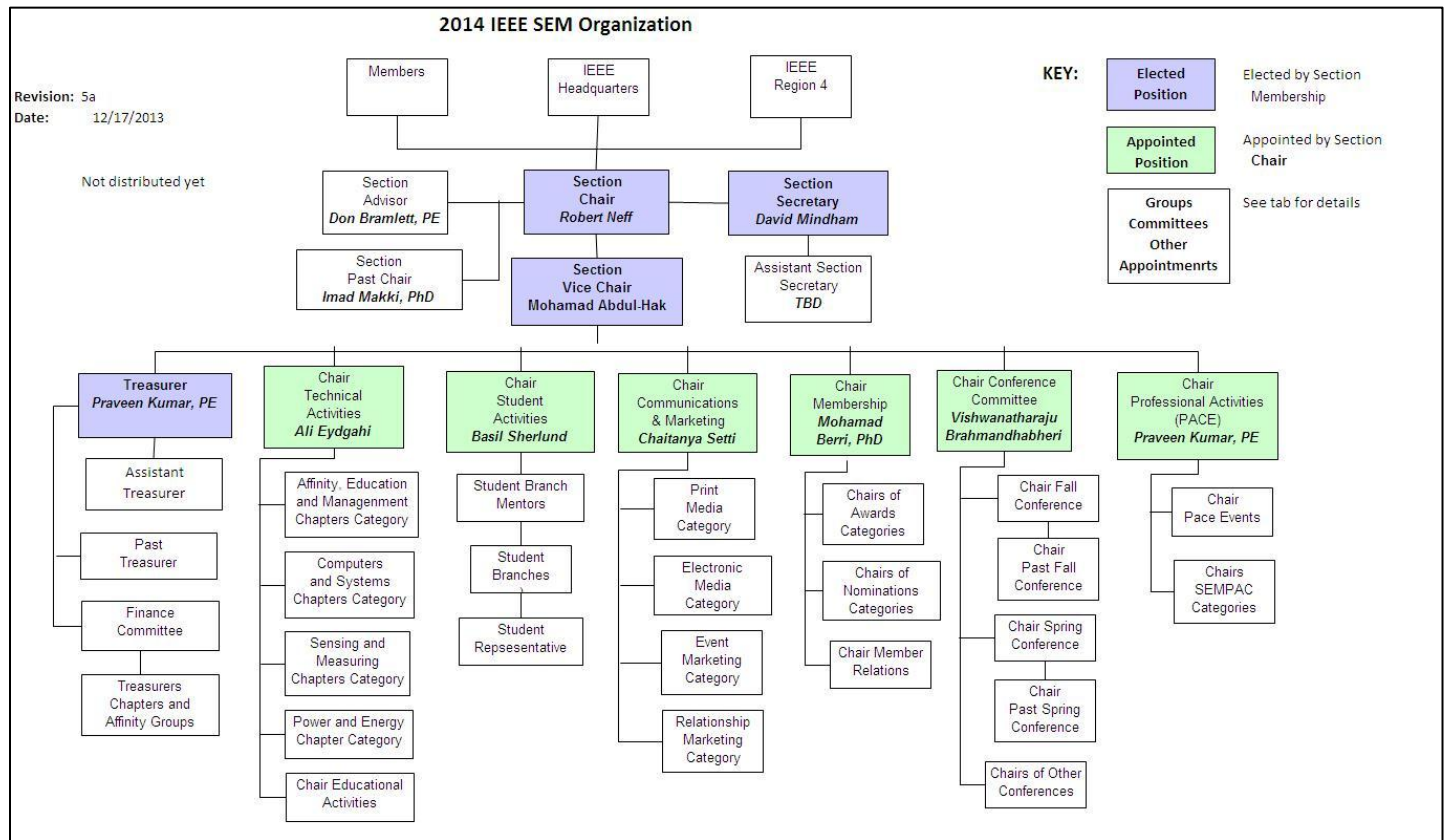 2014 IEEE SEM Organization
Revision: 5a
Date: 12/17/2013
Not distributed yet
Members
IEEE
Headquarters
IEEE
Region 4
KEY:
Elected
Position
Elected by Section
Membership
Appointed
Position
Appointed by Section
Chair
Groups
Committees
Other
Appointmenrts
See tab for details
Section
Advisor
Don Bramlett, PE
Section
Chair
Robert Neff
Section
Secretary
David Mindham
Section
Past Chair
Imad Makki, PhD
Section
Vice Chair
Mohamad Abdul-Hak
Assistant Section
Secretary
TBD
Treasurer
Praveen Kumar, PE
Assistant
Treasurer
Past
Treasurer
Finance
Committee
Treasurers
Chapters and
Affinity Groups
Chair
Technical
Activities
Ali Eydgahi
Affinity, Education
and Managenment
Chapters Category
Computers
and Systems
Chapters Category
Sensing and
Measuring
Chapters Category
Power and Energy
Chapter Category
Chair Educational
Activities
Chair
Student
Activities
Basil Sherlund
Student Branch
Mentors
Student
Branches
Student
Repsesentative
Chair
Communications
& Marketing
Chaitanya Setti
Print
Media
Category
Electronic
Media
Category
Event
Marketing
Category
Relationship
Marketing
Category
Chair
Membership
Mohamad
Berri, PhD
Chairs of
Awards
Categories
Chairs of
Nominations
Categories
Chair Member
Relations
Chair Conference
Committee
Vishwanatharaju
Brahmandhabheri
Chair Fall
Conference
Chair
Past Fall
Conference
Chair Spring
Conference
Chair
Past Spring
Conference
Chairs of Other
Conferences
Chair
Professional Activities
(PACE)
Praveen Kumar, PE
Chair
Pace Events
Chairs
SEMPAC
Categories